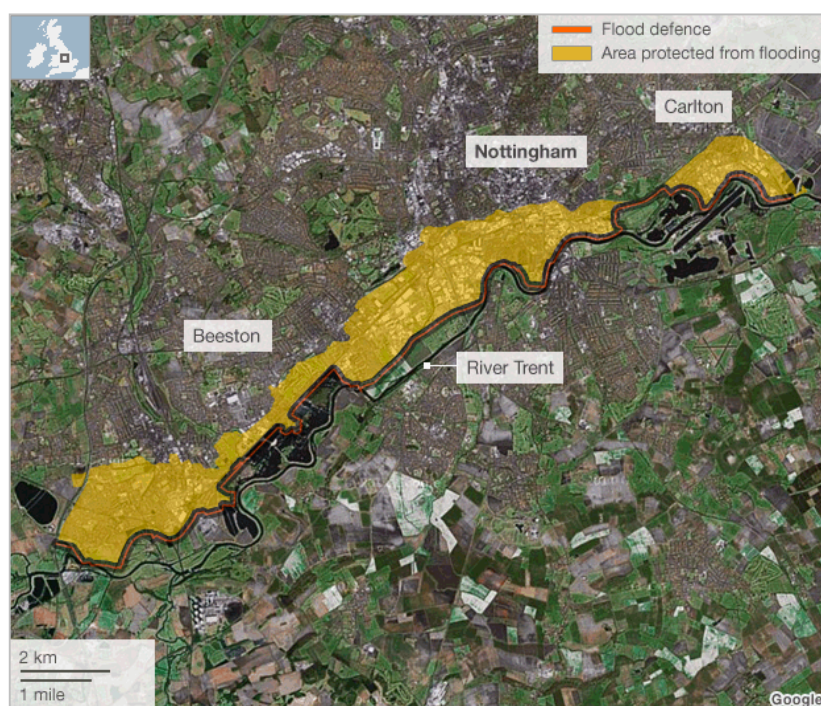 Flood defence
Area protected from flooding
Carlton
Nottingham
Beeston
River Trent
2 km
1 mile
Google